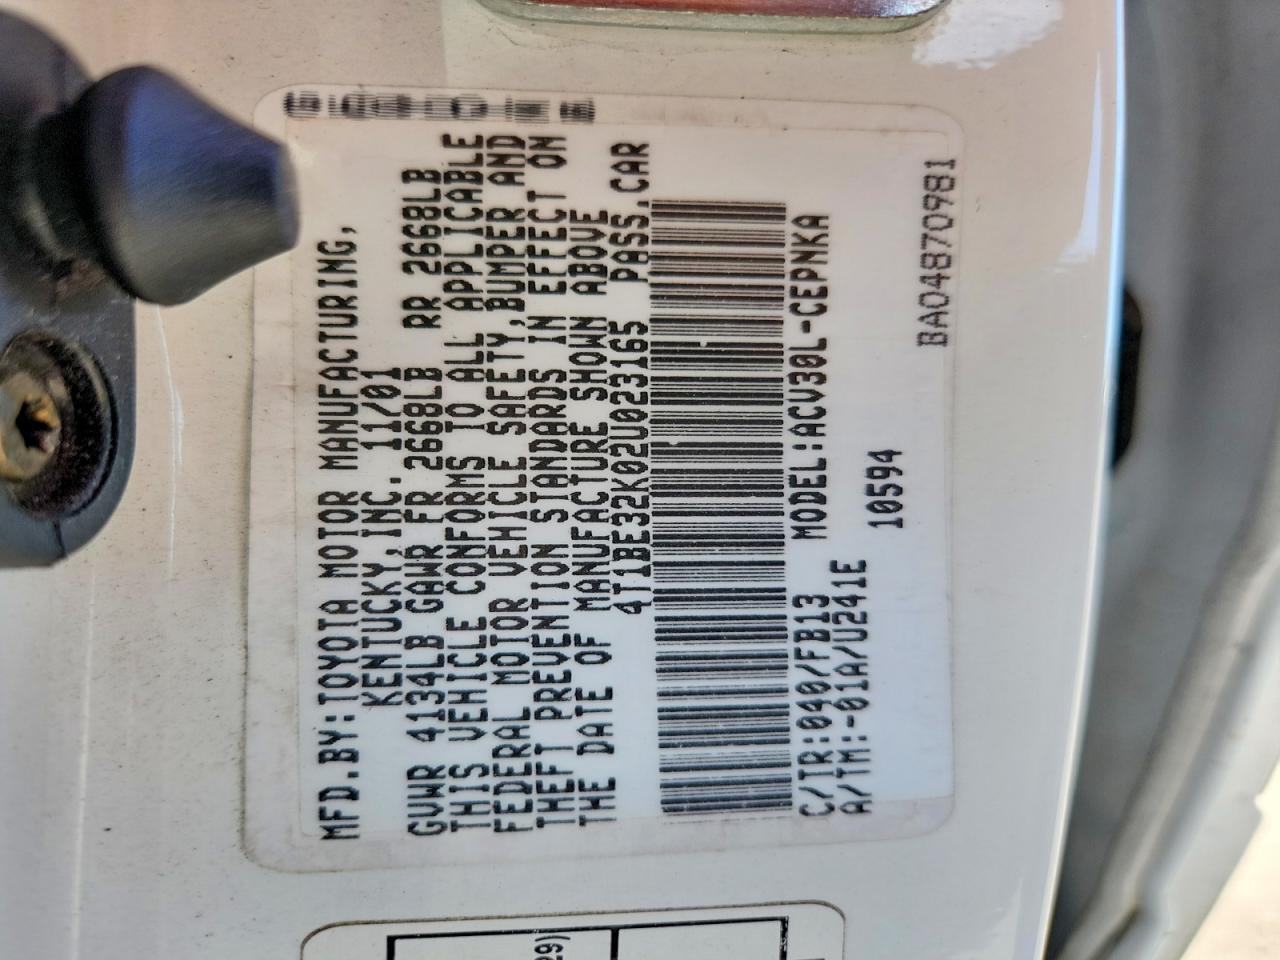 MFD.BY:TOYOTA MOTOR MANUFACTURING,
KENTUCKY,INC. 11/01
GVWR 4134LB GAWR FR 2668LB RR 2668LB
THIS VEHICLE CONFORMS TO ALL APPLICABLE
FEDERAL MOTOR VEHICLE SAFETY,BUMPER AND
THEFT PREVENTION STANDARDS IN EFFECT ON
THE DATE OF MANUFACTURE SHOWN ABOVE
4T1BE32K02U023165 PASS.CAR
MODEL:ACV30L-CEPNKA
C/TR:040/FB13
A/TM:-01A/U241E
10594
BA04870981
29)